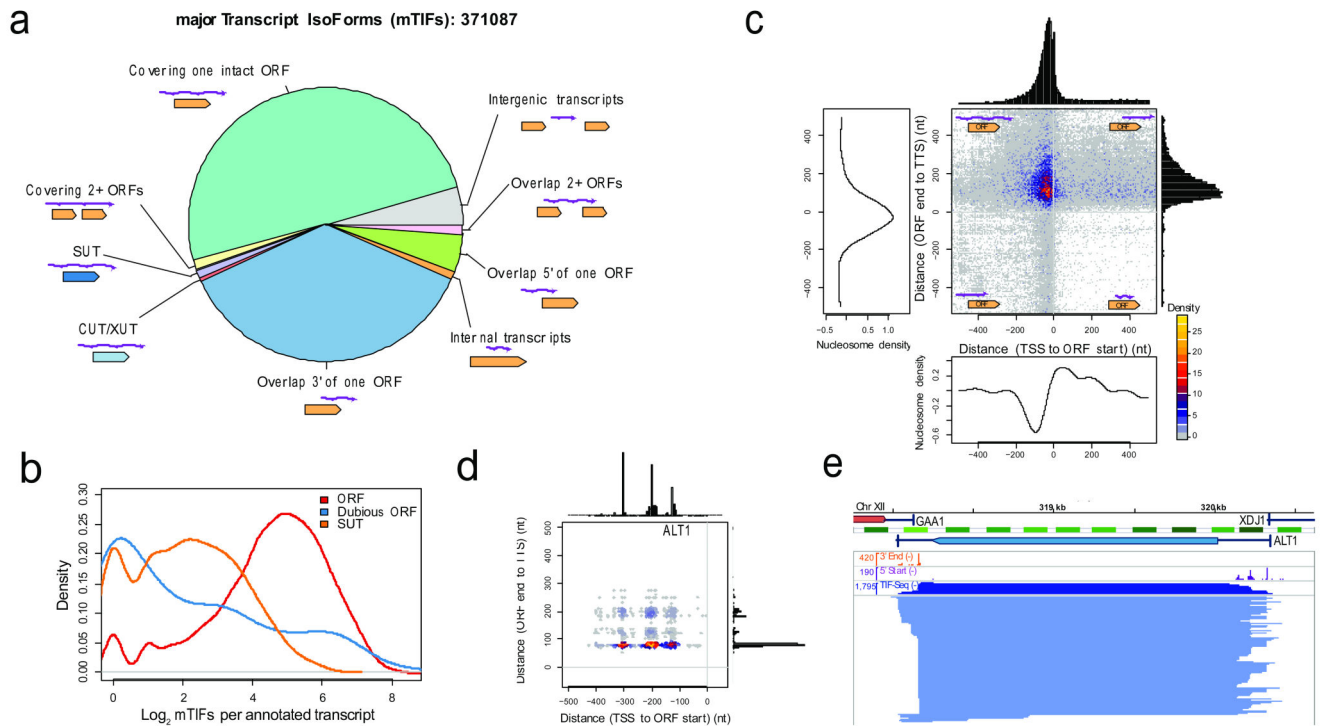 a
major Transcript IsoForms (mTIFs): 371087
Covering one intact ORF
Intergenic transcripts
Covering 2+ ORFs
Overlap 2+ ORFs
SUT
Overlap 5' of one ORF
CUT/XUT
Internal transcripts
Overlap 3' of one ORF
b
0.30
0.25
0.20
0.15
0.10
0.05
0.00
Density
ORF
Dubious ORF
SUT
0 2 4 6 8
Log2 mTIFs per annotated transcript
c
400
200
0
−200
−400
−0.5 0.0 0.5 1.0
Nucleosome density
Distance (ORF end to TTS) (nt)
ORF
ORF
ORF
ORF
−400 −200 0 200 400
Distance (TSS to ORF start) (nt)
Nucleosome density
0.2
−0.2
−0.6
−400 −200 0 200 400
Density
25
20
15
10
5
0
d
ALT1
500
400
300
200
100
0
Distance (ORF end to TTS) (nt)
−500 −400 −300 −200 −100 0
Distance (TSS to ORF start) (nt)
e
Chr XII
319 kb
320 kb
GAA1
XDJ1
ALT1
420 3' End (-)
190 5' Start (-)
1,795 TIF-Seq (-)